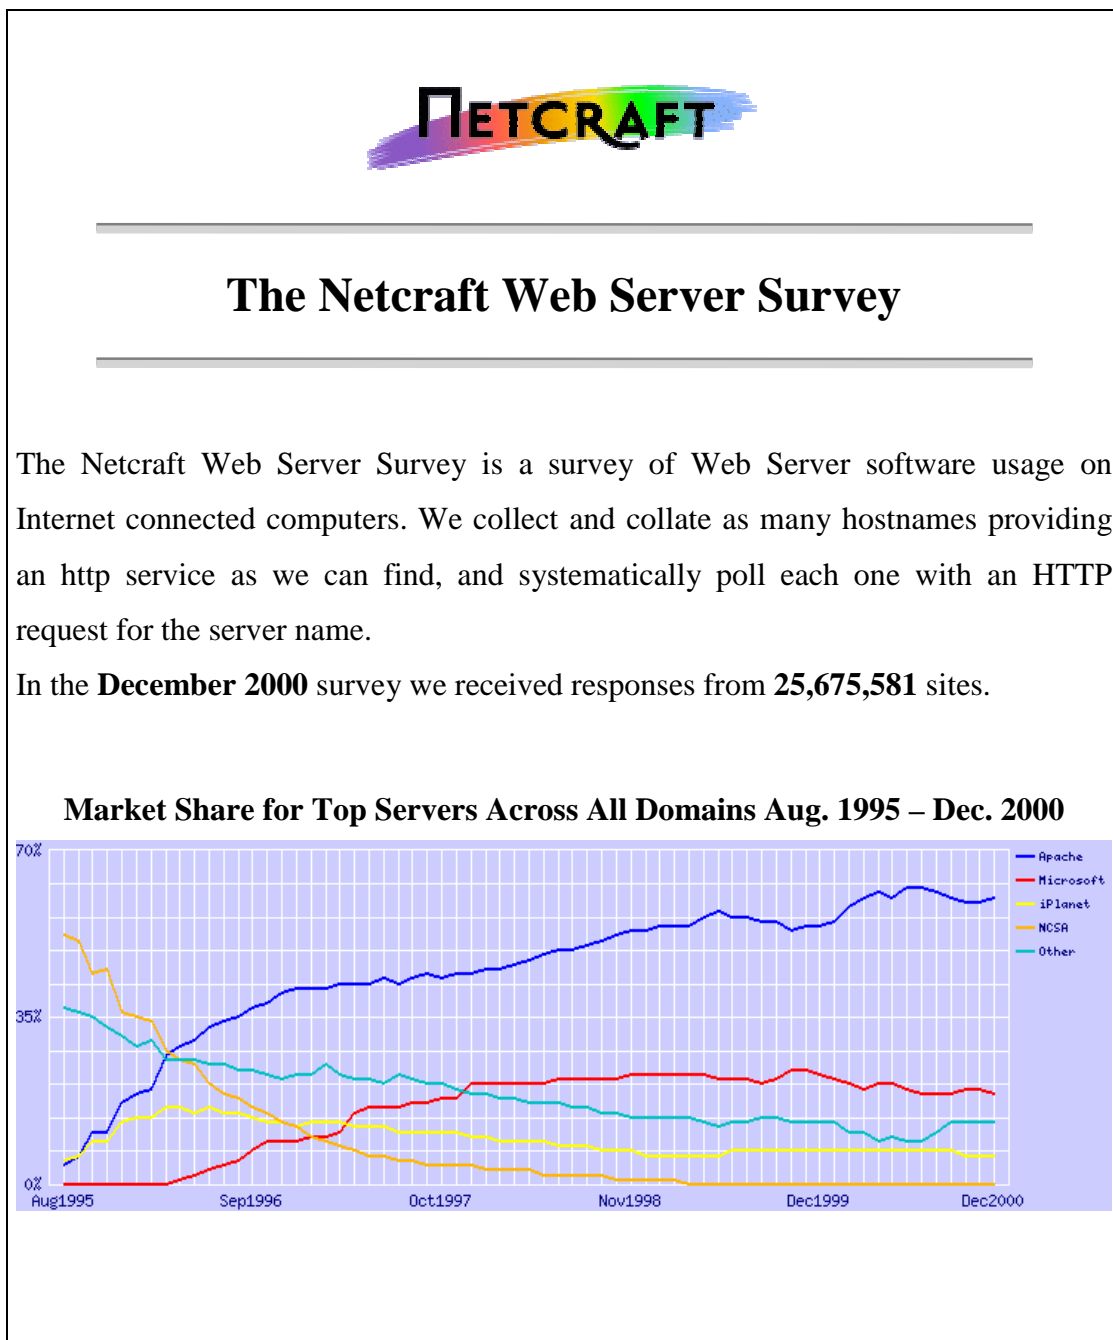 NETCRAFT
The Netcraft Web Server Survey
The Netcraft Web Server Survey is a survey of Web Server software usage on
Internet connected computers. We collect and collate as many hostnames providing
an http service as we can find, and systematically poll each one with an HTTP
request for the server name.
In the December 2000 survey we received responses from 25,675,581 sites.
Market Share for Top Servers Across All Domains Aug. 1995 – Dec. 2000
70%
35%
0%
Aug1995 Sep1996 Oct1997 Nov1998 Dec1999 Dec2000
Apache
Microsoft
iPlanet
NCSA
Other